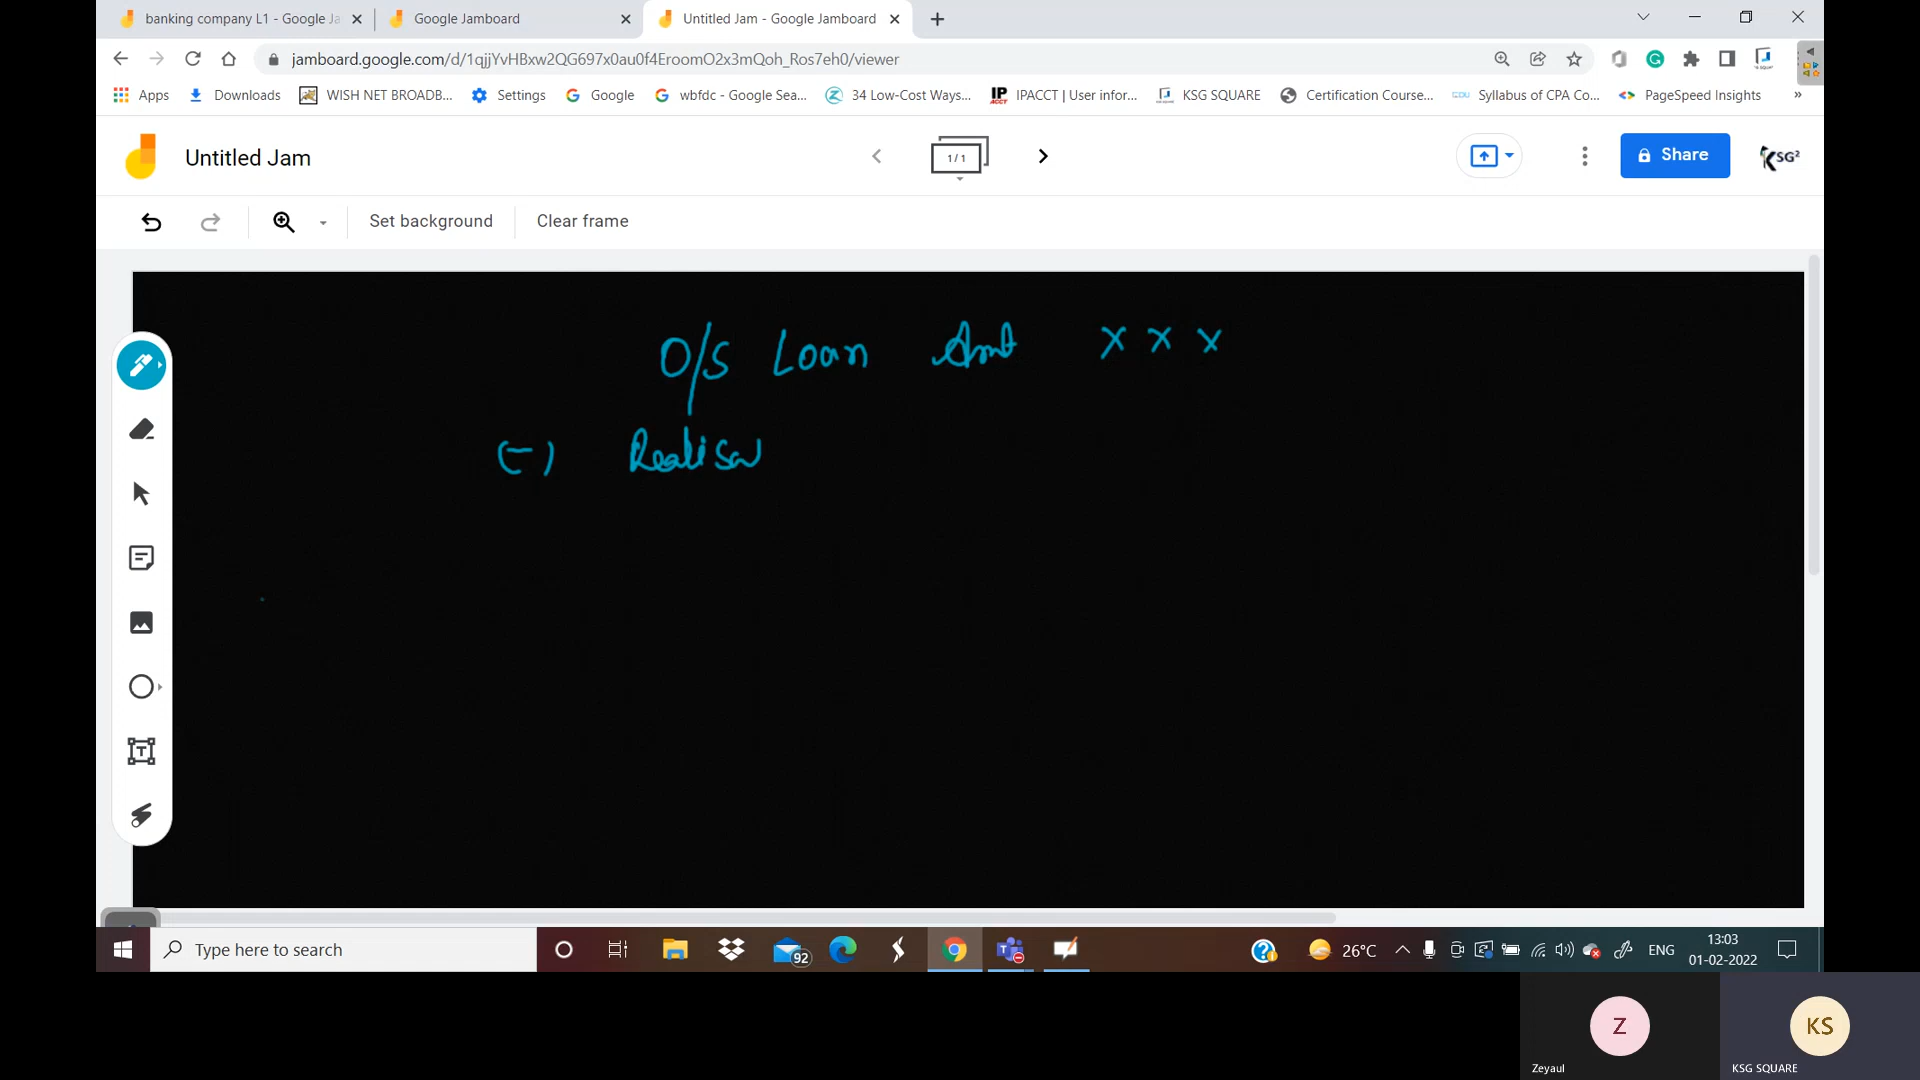 banking company L1 - Google Ja
Google Jamboard
Untitled Jam - Google Jamboard
jamboard.google.com/d/1qjjYvHBxw2QG697x0au0f4EroomO2x3mQoh_Ros7eh0/viewer
Apps
Downloads
WISH NET BROADB...
Settings
Google
wbfdc - Google Sea...
34 Low-Cost Ways...
IPACCT | User infor...
KSG SQUARE
Certification Course...
Syllabus of CPA Co...
PageSpeed Insights
»
Untitled Jam
1 / 1
Share
KSG²
Set background
Clear frame
O/S Loan Amt x x x
(-) Realisa
Type here to search
92
26°C
ENG
13:03
01-02-2022
Z
KS
Zeyaul
KSG SQUARE